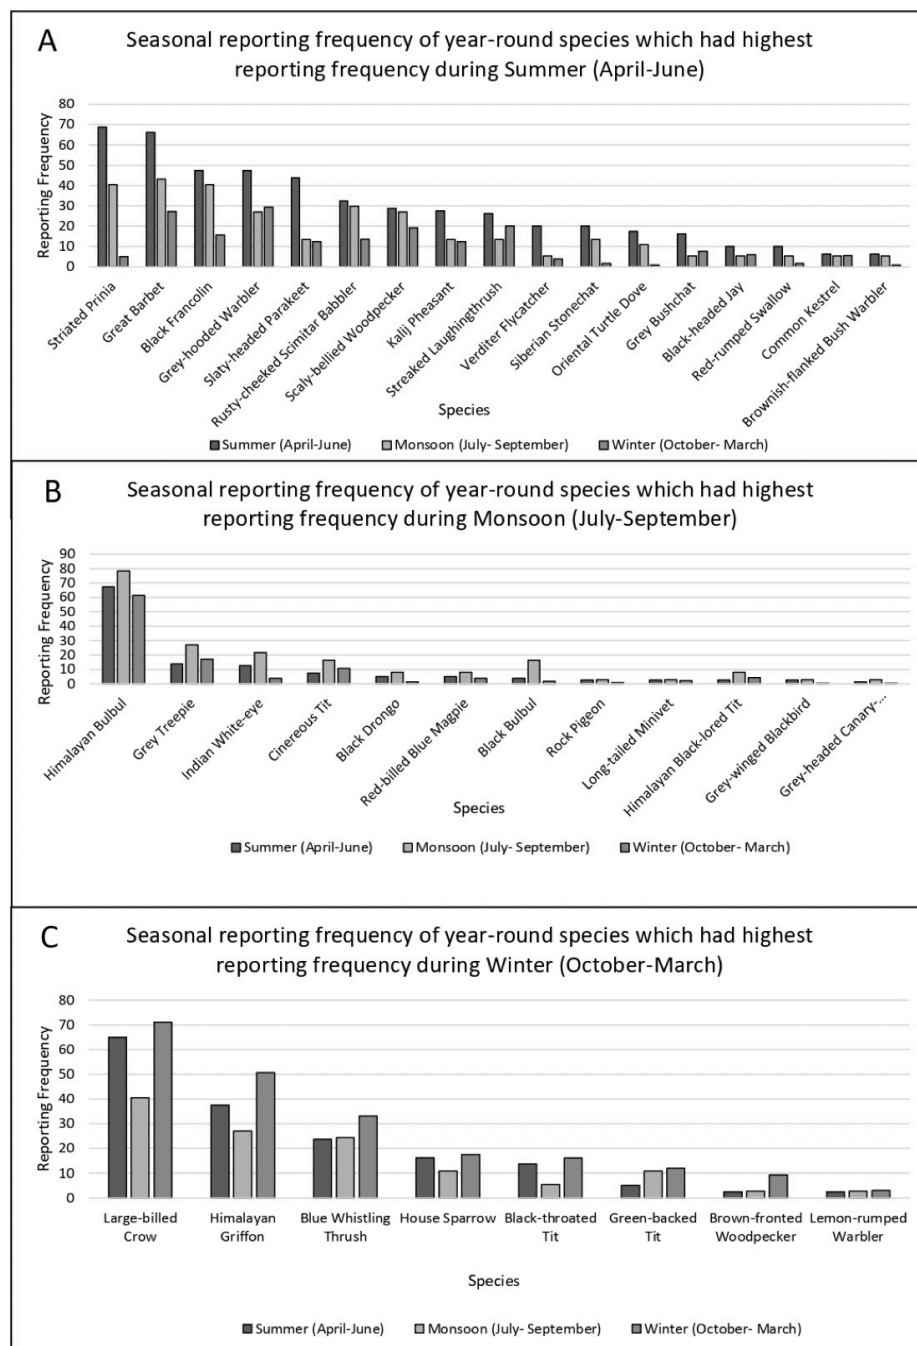 A
Seasonal reporting frequency of year-round species which had highest
reporting frequency during Summer (April-June)
Reporting Frequency
80
70
60
50
40
30
20
10
0
Striated Prinia
Great Barbet
Black Francolin
Grey-hooded Warbler
Slaty-headed Parakeet
Rusty-cheeked Scimitar Babbler
Scaly-bellied Woodpecker
Kalij Pheasant
Streaked Laughingthrush
Verditer Flycatcher
Siberian Stonechat
Oriental Turtle Dove
Grey Bushchat
Black-headed Jay
Red-rumped Swallow
Common Kestrel
Brownish-flanked Bush Warbler
Species
Summer (April-June) Monsoon (July- September) Winter (October- March)
B
Seasonal reporting frequency of year-round species which had highest
reporting frequency during Monsoon (July-September)
Reporting Frequency
90
80
70
60
50
40
30
20
10
0
Himalayan Bulbul
Grey Treepie
Indian White-eye
Cinereous Tit
Black Drongo
Red-billed Blue Magpie
Black Bulbul
Rock Pigeon
Long-tailed Minivet
Himalayan Black-lored Tit
Grey-winged Blackbird
Grey-headed Canary-...
Species
Summer (April-June) Monsoon (July- September) Winter (October- March)
C
Seasonal reporting frequency of year-round species which had highest
reporting frequency during Winter (October-March)
Reporting Frequency
80
70
60
50
40
30
20
10
0
Large-billed
Crow
Himalayan
Griffon
Blue Whistling
Thrush
House Sparrow
Black-throated
Tit
Green-backed
Tit
Brown-fronted
Woodpecker
Lemon-rumped
Warbler
Species
Summer (April-June) Monsoon (July- September) Winter (October- March)